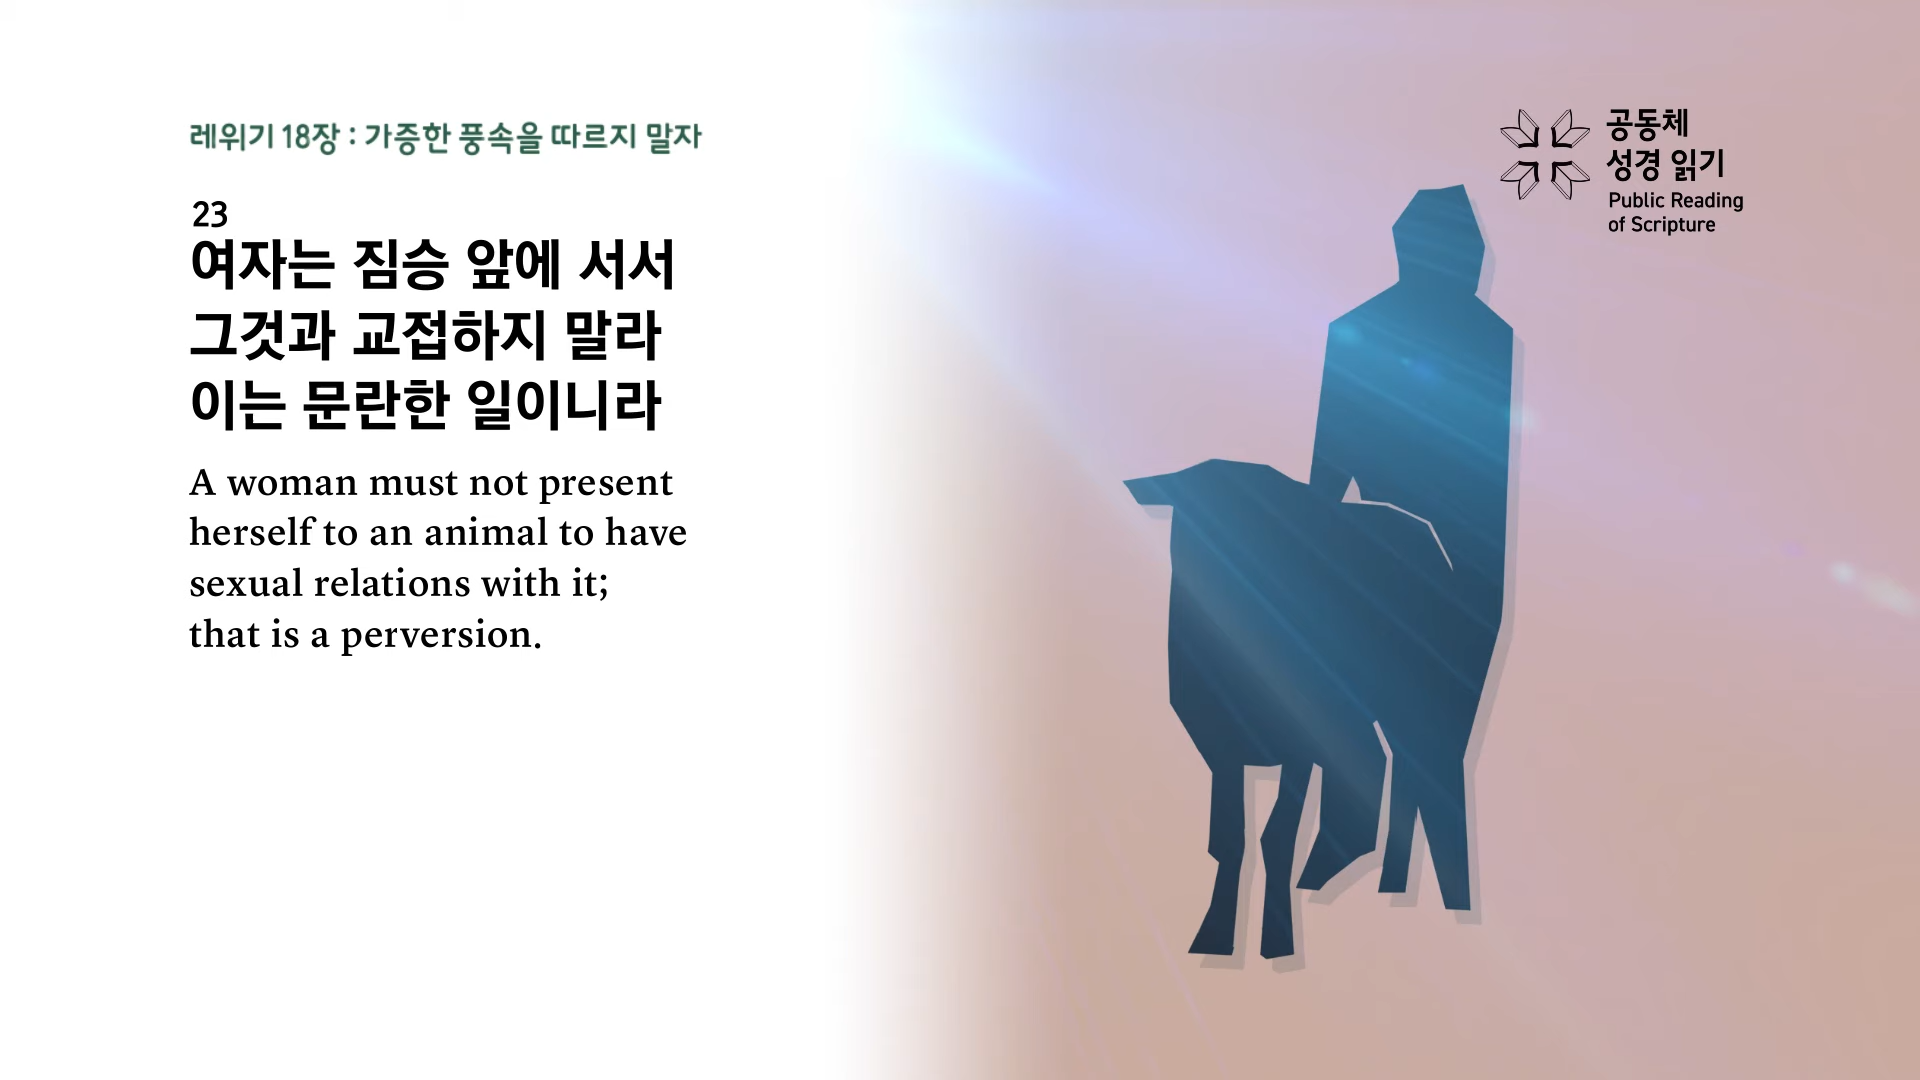 레위기 18장 : 가증한 풍속을 따르지 말자
23
여자는 짐승 앞에 서서
그것과 교접하지 말라
이는 문란한 일이니라
A woman must not present
herself to an animal to have
sexual relations with it;
that is a perversion.
공동체
성경 읽기
Public Reading
of Scripture